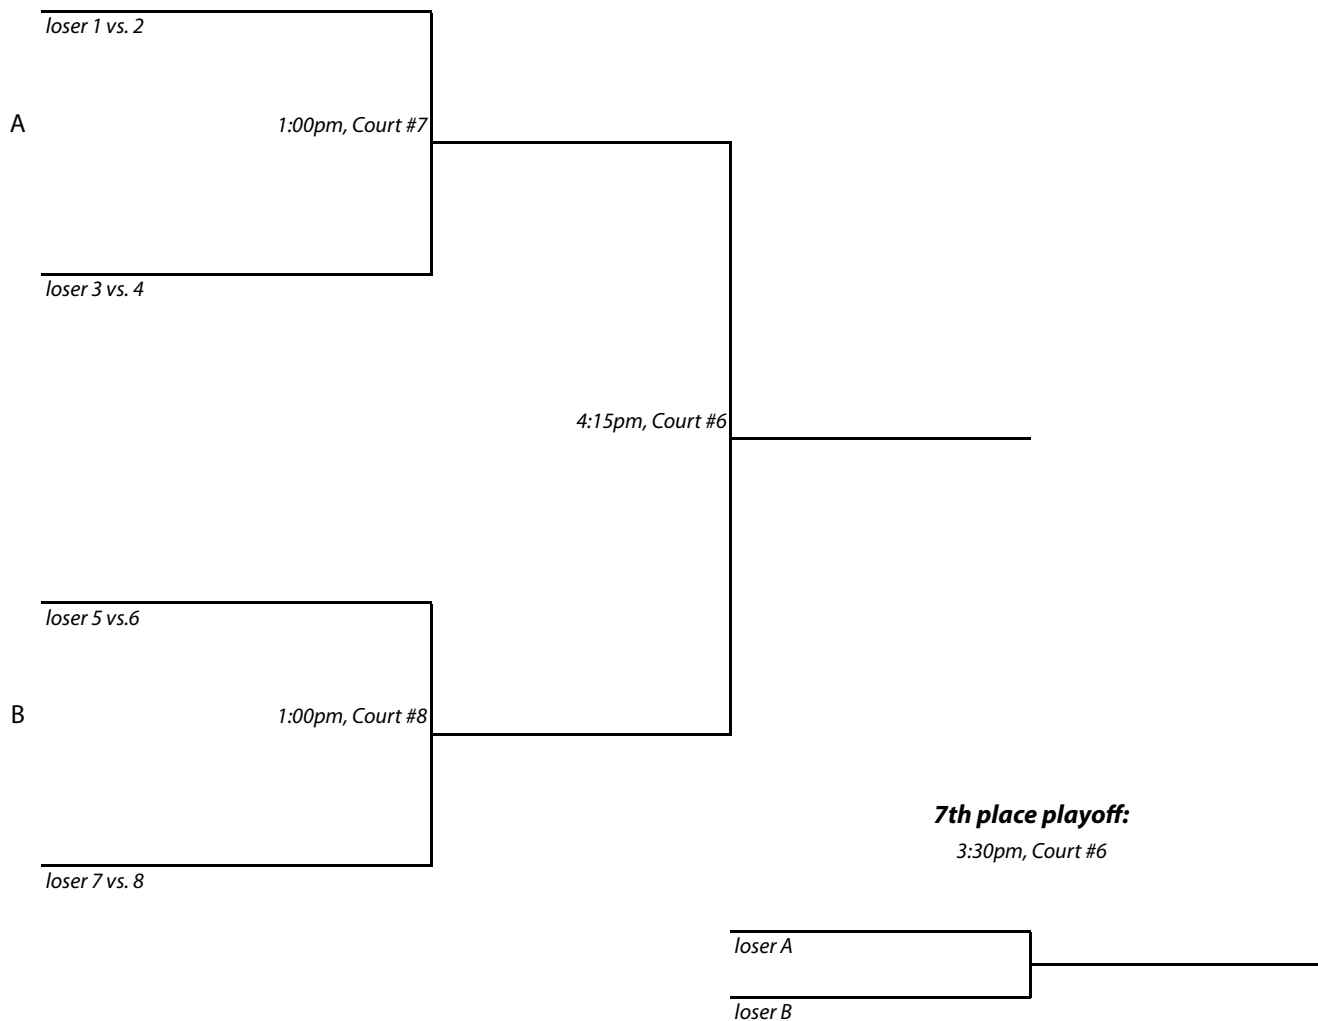 loser 1 vs. 2
A
1:00pm, Court #7
loser 3 vs. 4
4:15pm, Court #6
loser 5 vs.6
B
1:00pm, Court #8
loser 7 vs. 8
7th place playoff:
3:30pm, Court #6
loser A
loser B